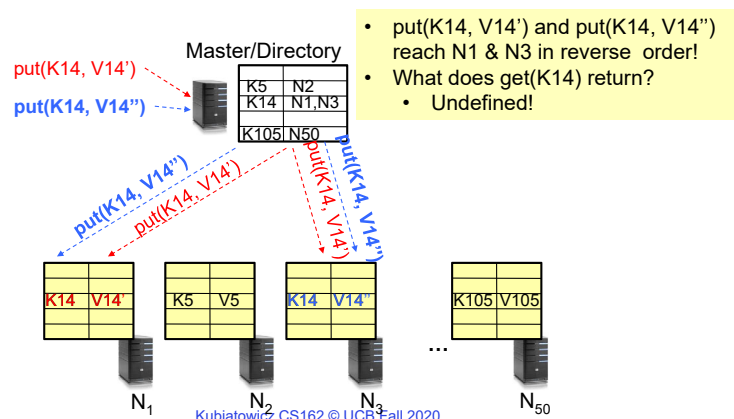 • put(K14, V14’) and put(K14, V14’’) reach N1 & N3 in reverse order!
• What does get(K14) return?
• Undefined!
Master/Directory
put(K14, V14’)
put(K14, V14’’)
K5 N2
K14 N1,N3
K105 N50
put(K14, V14’’)
put(K14, V14’)
put(K14, V14’)
put(K14, V14’’)
K14 V14’
K5 V5
K14 V14’’
K105 V105
...
N1
N2
N3
N50
Kubiatowicz CS162 © UCB Fall 2020